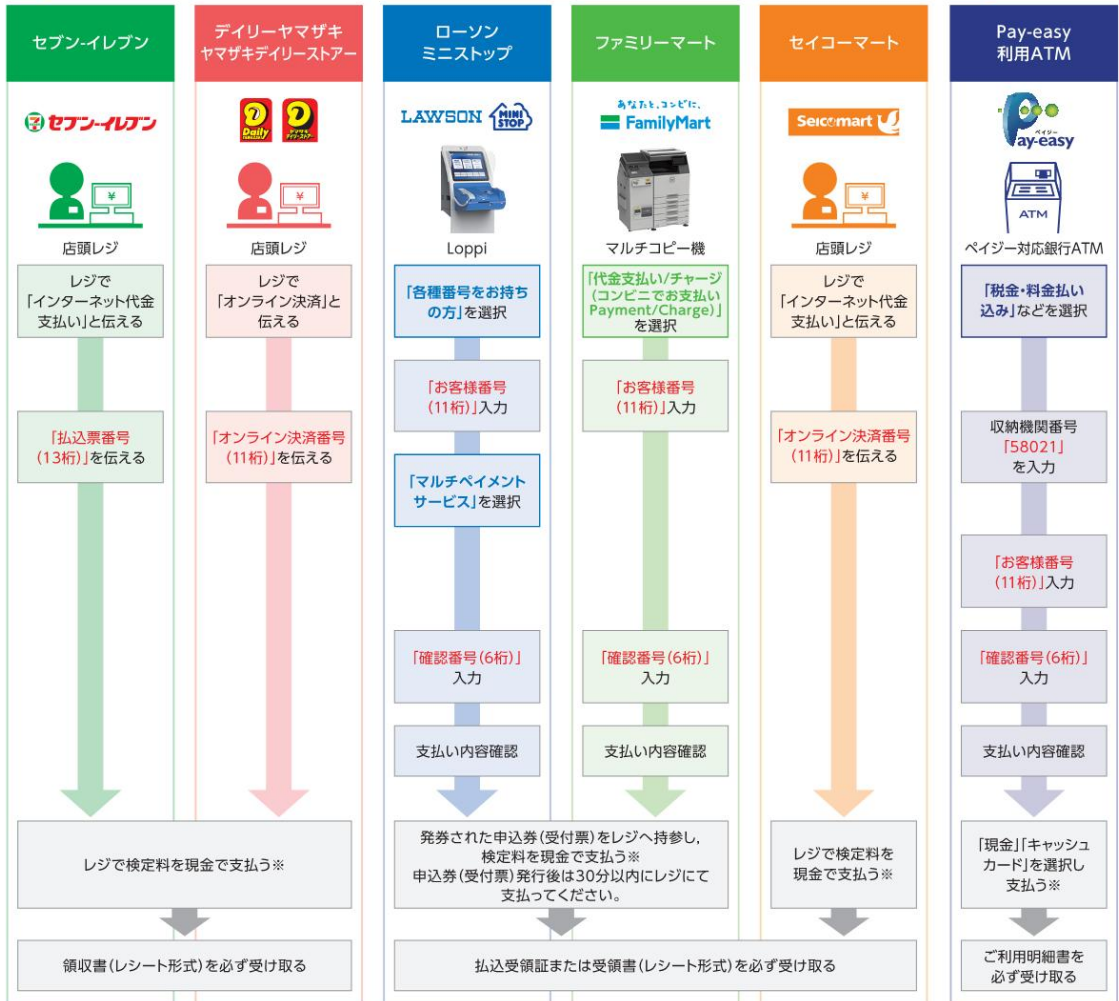 セブン-イレブン
デイリーヤマザキ
ヤマザキデイリーストアー
ローソン
ミニストップ
ファミリーマート
セイコーマート
Pay-easy
利用ATM
セブン-イレブン
Daily
LAWSON
MINI
STOP
あなたと、コンビに、
FamilyMart
Seicomart
ペイジー
Pay-easy
¥
¥
¥
ATM
店頭レジ
店頭レジ
Loppi
マルチコピー機
店頭レジ
ペイジー対応銀行ATM
レジで
「インターネット代金
支払い」と伝える
レジで
「オンライン決済」と
伝える
「各種番号をお持ち
の方」を選択
「代金支払い/チャージ
(コンビニでお支払い
Payment/Charge)」
を選択
レジで
「インターネット代金
支払い」と伝える
「税金・料金払い
込み」などを選択
「お客様番号
(11桁)」入力
「お客様番号
(11桁)」入力
「払込票番号
(13桁)」を伝える
「オンライン決済番号
(11桁)」を伝える
「オンライン決済番号
(11桁)」を伝える
収納機関番号
「58021」
を入力
「マルチペイメント
サービス」を選択
「お客様番号
(11桁)」入力
「確認番号(6桁)」
入力
「確認番号(6桁)」
入力
「確認番号(6桁)」
入力
支払い内容確認
支払い内容確認
支払い内容確認
レジで検定料を現金で支払う※
発券された申込券(受付票)をレジへ持参し,
検定料を現金で支払う※
申込券(受付票)発行後は30分以内にレジにて
支払ってください。
レジで検定料を
現金で支払う※
「現金」「キャッシュ
カード」を選択し
支払う※
領収書(レシート形式)を必ず受け取る
払込受領証または受領書(レシート形式)を必ず受け取る
ご利用明細書を
必ず受け取る